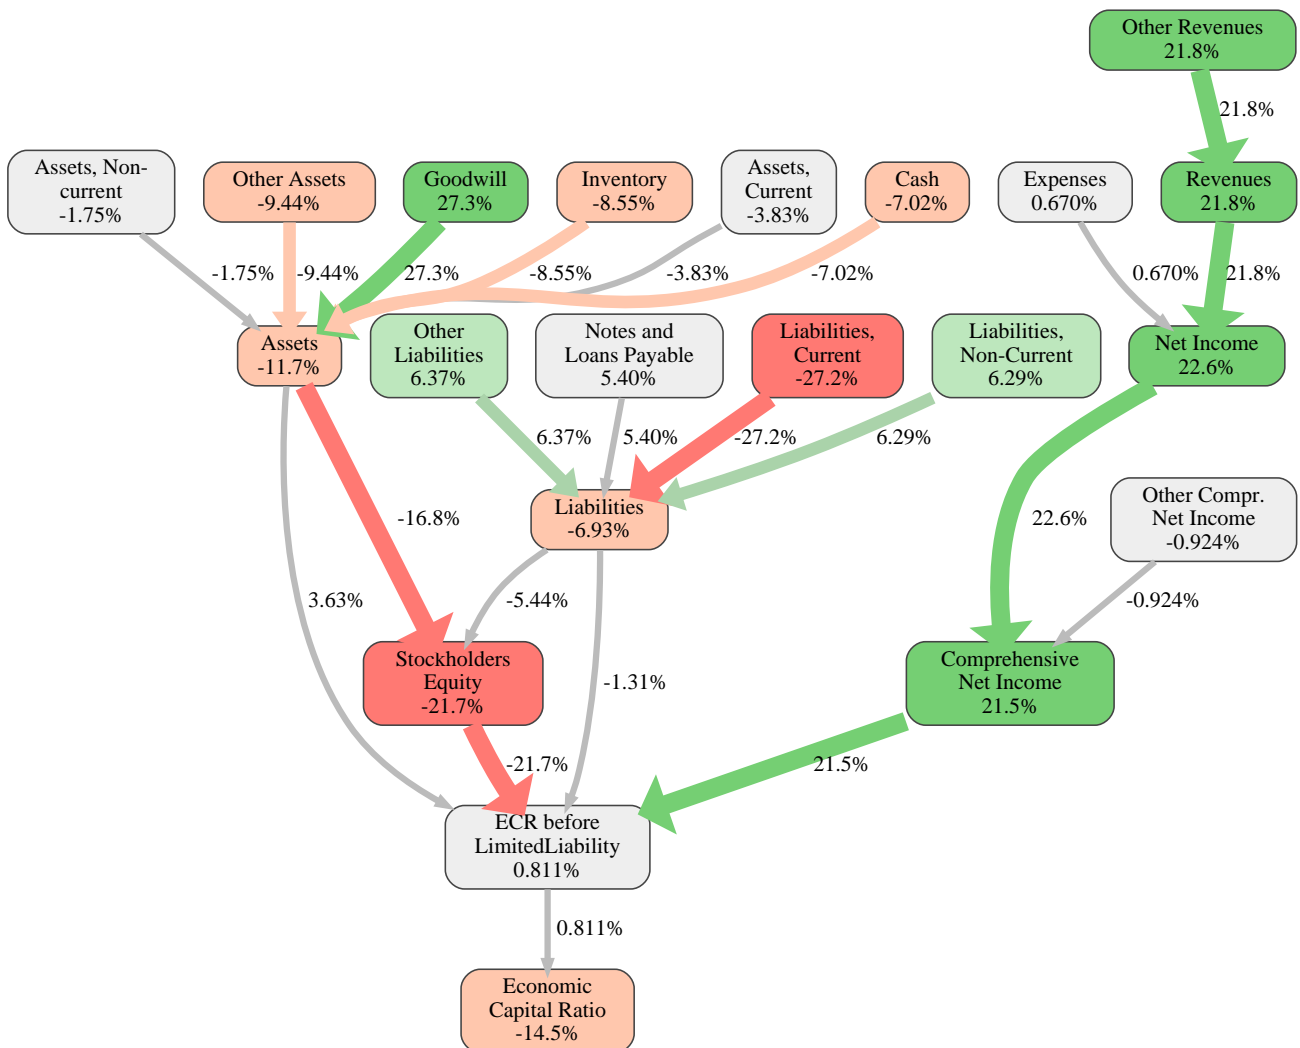 Other Revenues
21.8%
21.8%
Assets, Non-
current
-1.75%
Other Assets
-9.44%
Goodwill
27.3%
Inventory
-8.55%
Assets,
Current
-3.83%
Cash
-7.02%
Expenses
0.670%
Revenues
21.8%
-1.75%
-9.44%
27.3%
-8.55%
-3.83%
-7.02%
0.670%
21.8%
Assets
-11.7%
Other
Liabilities
6.37%
Notes and
Loans Payable
5.40%
Liabilities,
Current
-27.2%
Liabilities,
Non-Current
6.29%
Net Income
22.6%
6.37%
5.40%
-27.2%
6.29%
Liabilities
-6.93%
Other Compr.
Net Income
-0.924%
-16.8%
22.6%
3.63%
-5.44%
-0.924%
Stockholders
Equity
-21.7%
-1.31%
Comprehensive
Net Income
21.5%
-21.7%
21.5%
ECR before
LimitedLiability
0.811%
0.811%
Economic
Capital Ratio
-14.5%